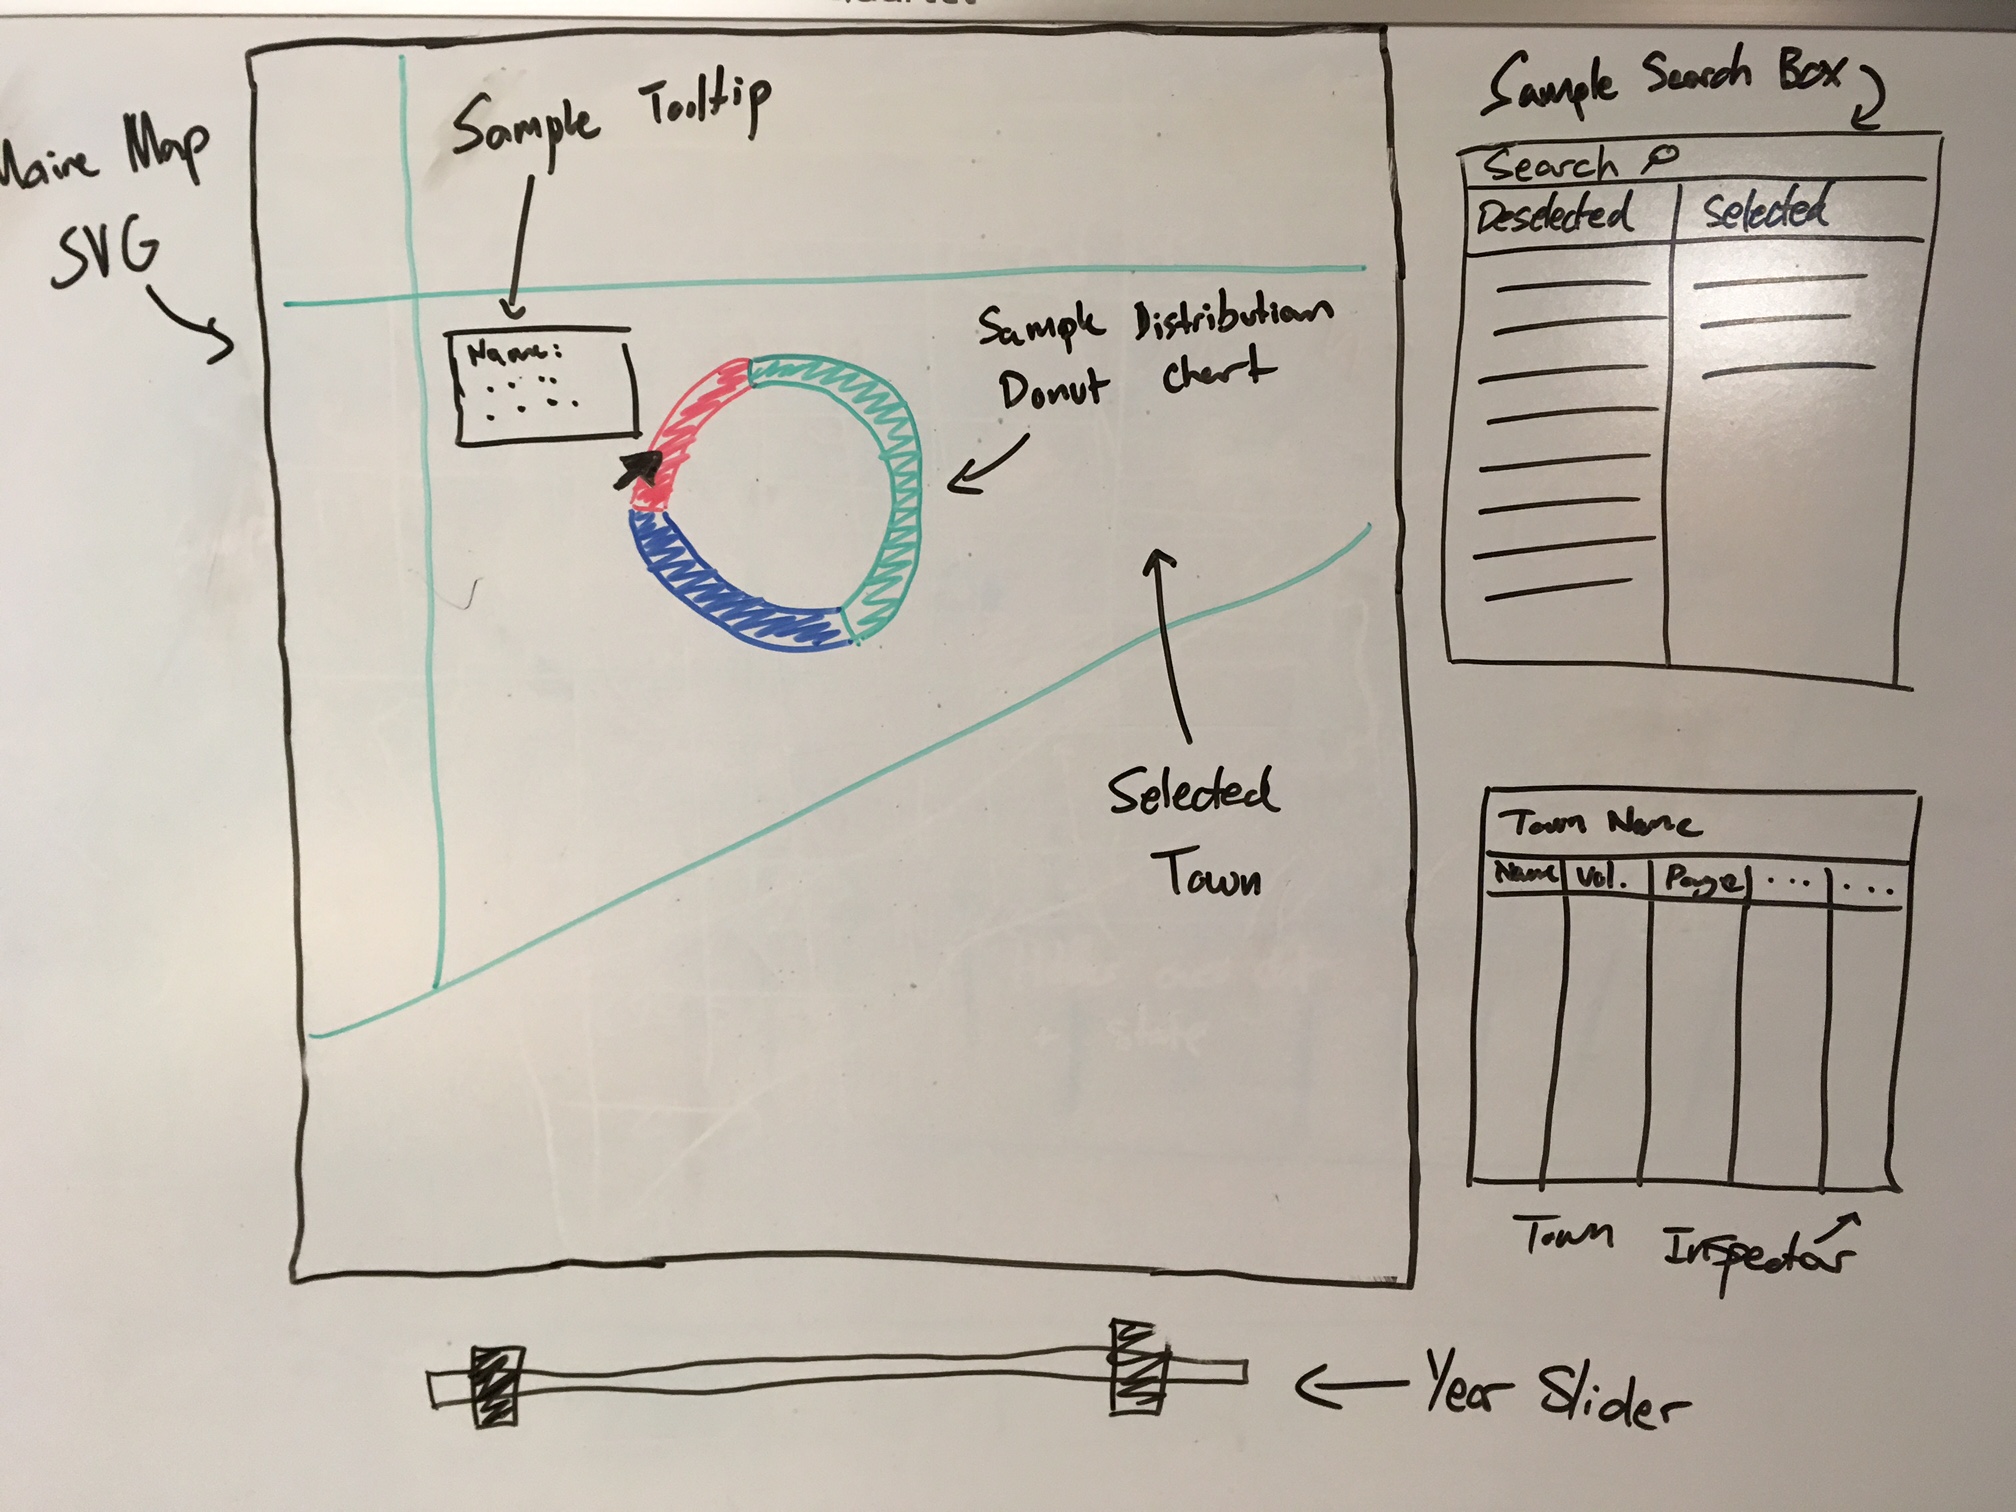 Maine Map
SVG
Sample Tooltip
Name:
Sample Distribution
Donut Chart
Selected
Town
Sample Search Box
Search
Deselected
Selected
Town Name
Name
Vol.
Page
...
...
Town Inspector
Year Slider